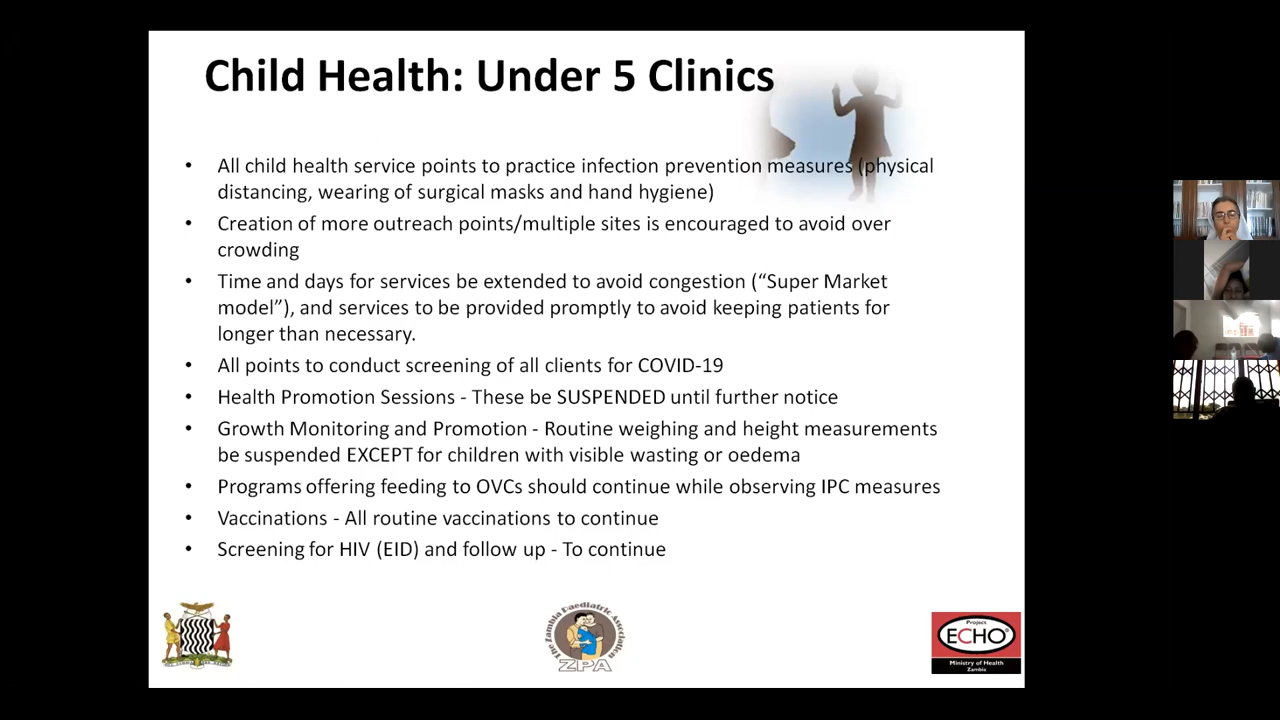 Child Health: Under 5 Clinics
• All child health service points to practice infection prevention measures (physical
distancing, wearing of surgical masks and hand hygiene)
• Creation of more outreach points/multiple sites is encouraged to avoid over
crowding
• Time and days for services be extended to avoid congestion (“Super Market
model”), and services to be provided promptly to avoid keeping patients for
longer than necessary.
• All points to conduct screening of all clients for COVID-19
• Health Promotion Sessions - These be SUSPENDED until further notice
• Growth Monitoring and Promotion - Routine weighing and height measurements
be suspended EXCEPT for children with visible wasting or oedema
• Programs offering feeding to OVCs should continue while observing IPC measures
• Vaccinations - All routine vaccinations to continue
• Screening for HIV (EID) and follow up - To continue
The Zambia Paediatric Association
ZPA
Project
ECHO®
Ministry of Health
Zambia